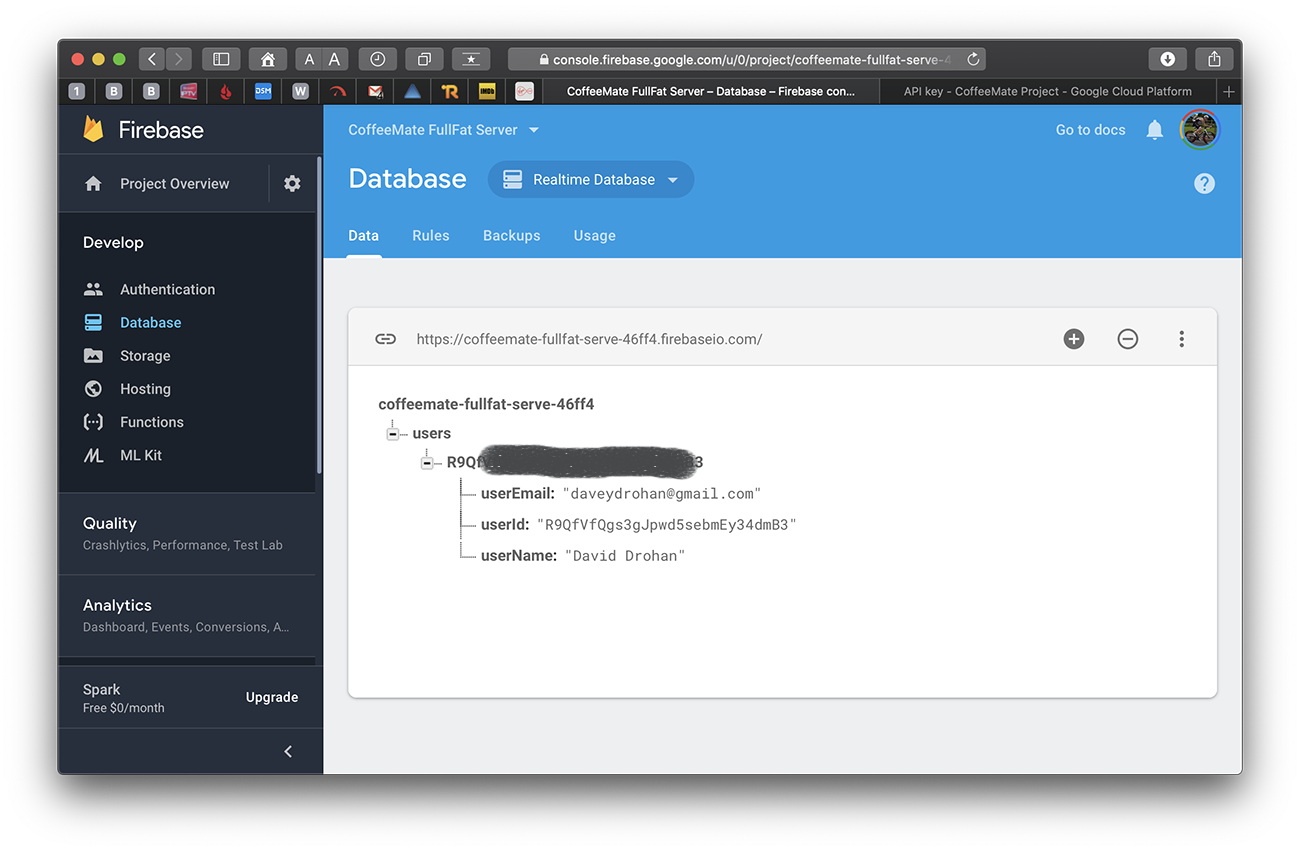 A A
console.firebase.google.com/u/0/project/coffeemate-fullfat-serve-4
1 B B DSM W TR IMDb CoffeeMate FullFat Server – Database – Firebase con... API key - CoffeeMate Project - Google Cloud Platform +
Firebase
CoffeeMate FullFat Server
Go to docs
Project Overview
Database
Realtime Database
?
Data Rules Backups Usage
Develop
Authentication
Database
Storage
Hosting
Functions
ML Kit
Quality
Crashlytics, Performance, Test Lab
Analytics
Dashboard, Events, Conversions, A...
Spark
Free $0/month
Upgrade
https://coffeemate-fullfat-serve-46ff4.firebaseio.com/
coffeemate-fullfat-serve-46ff4
users
userEmail: "daveydrohan@gmail.com"
userId: "R9QfVfQgs3gJpwd5sebmEy34dmB3"
userName: "David Drohan"